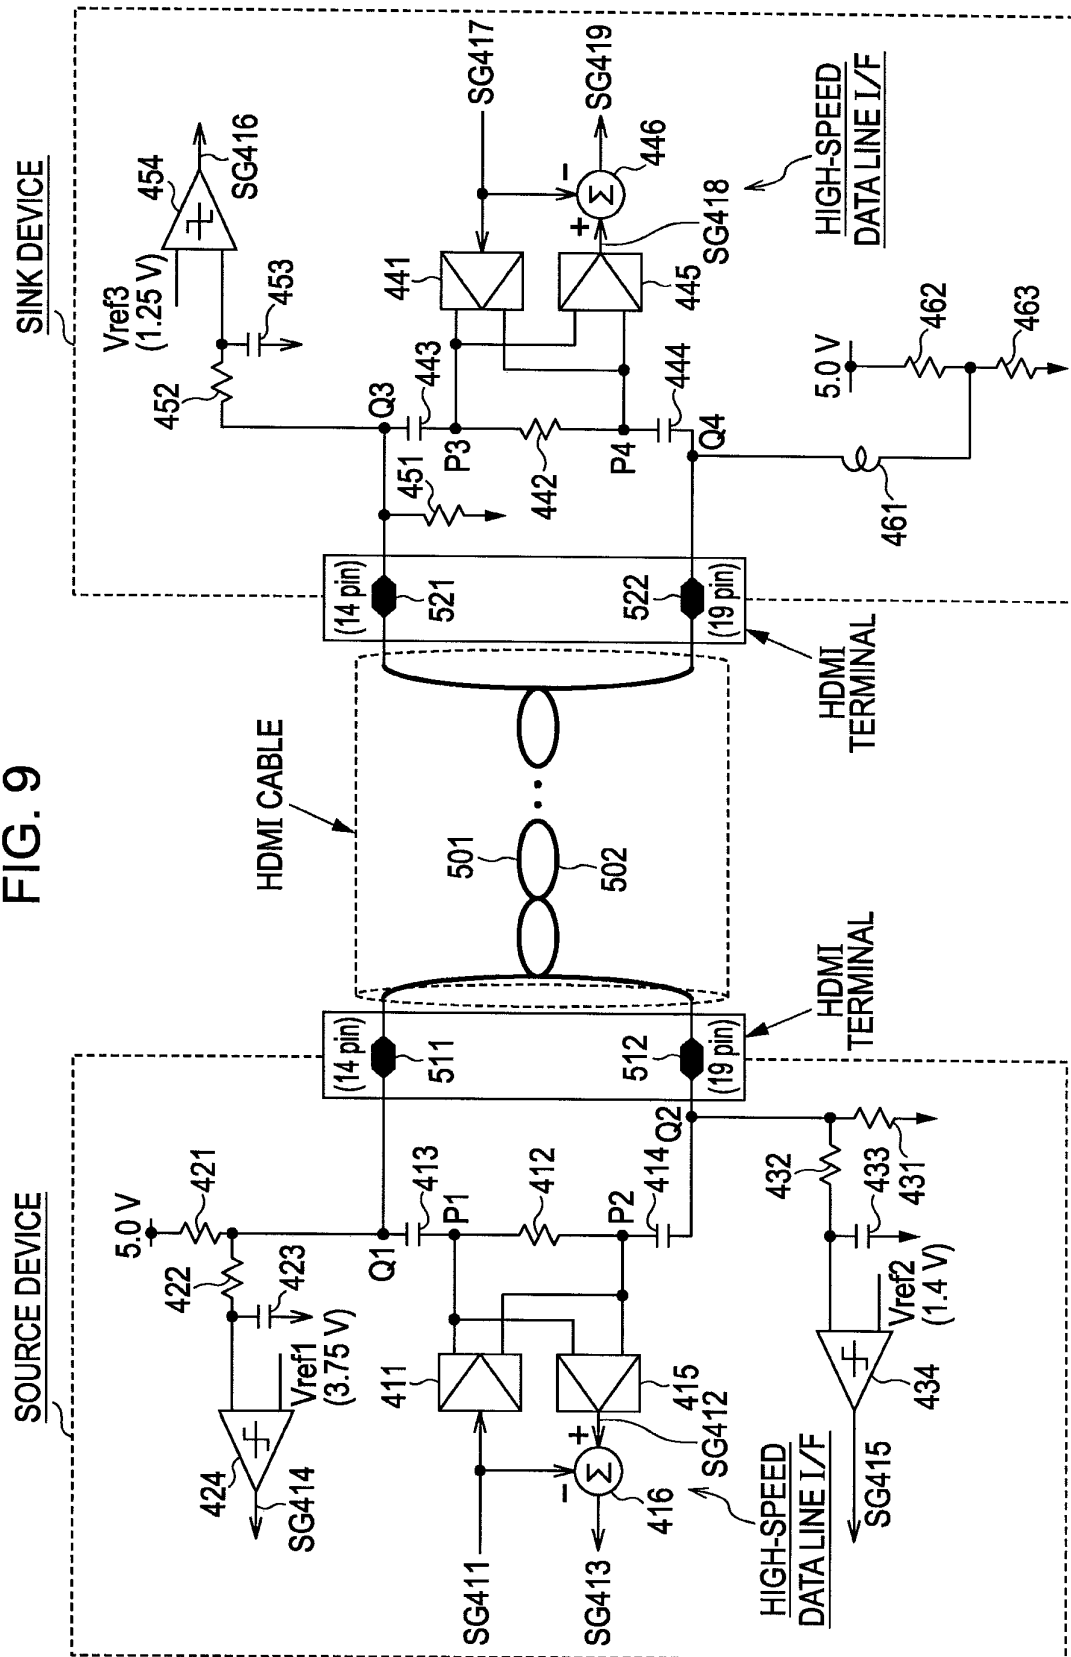 FIG. 9
SOURCE DEVICE
5.0 V
421
422
423
Vref1
(3.75 V)
424
SG414
Q1
413
P1
412
P2
414
Q2
411
415
SG411
SG412
+
−
Σ
416
SG413
HIGH-SPEED
DATA LINE I/F
432
433
431
Vref2
(1.4 V)
434
SG415
(14 pin)
511
512
(19 pin)
HDMI
TERMINAL
HDMI CABLE
501
502
SINK DEVICE
(14 pin)
521
522
(19 pin)
HDMI
TERMINAL
454
SG416
Vref3
(1.25 V)
453
452
Q3
443
451
P3
442
P4
444
Q4
441
445
SG417
−
+
Σ
446
SG419
SG418
HIGH-SPEED
DATA LINE I/F
5.0 V
462
463
461